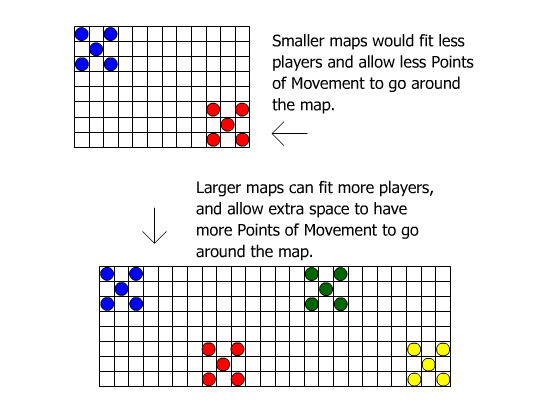 Smaller maps would fit less
players and allow less Points
of Movement to go around
the map.
Larger maps can fit more players,
and allow extra space to have
more Points of Movement to go
around the map.